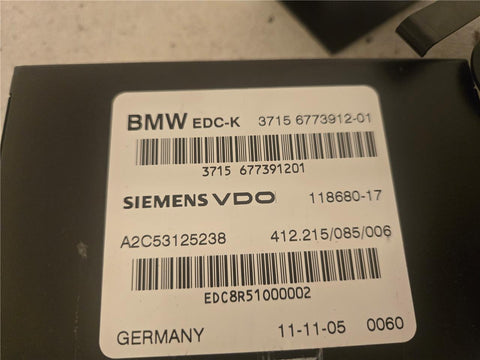 BMW EDC-K 3715 6773912-01
3715 677391201
SIEMENS VDO 118680-17
A2C53125238 412.215/085/006
EDC8R51000002
GERMANY 11-11-05 0060